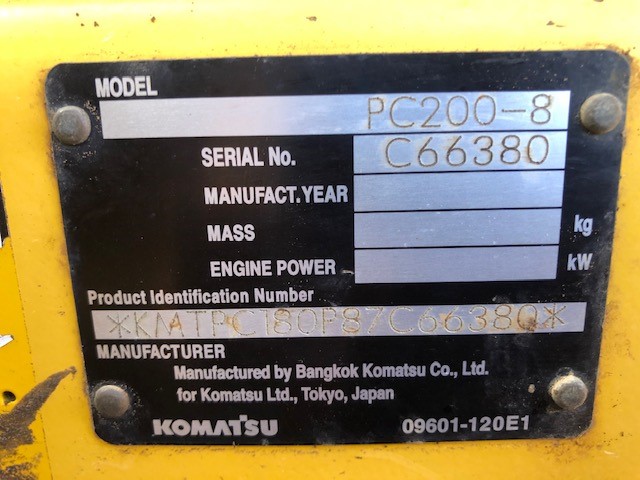 MODEL
PC200-8
SERIAL No. C66380
MANUFACT.YEAR
MASS kg
ENGINE POWER kW
Product Identification Number
*KMTPC180P87C66380*
MANUFACTURER
Manufactured by Bangkok Komatsu Co., Ltd.
for Komatsu Ltd., Tokyo, Japan
KOMATSU 09601-120E1